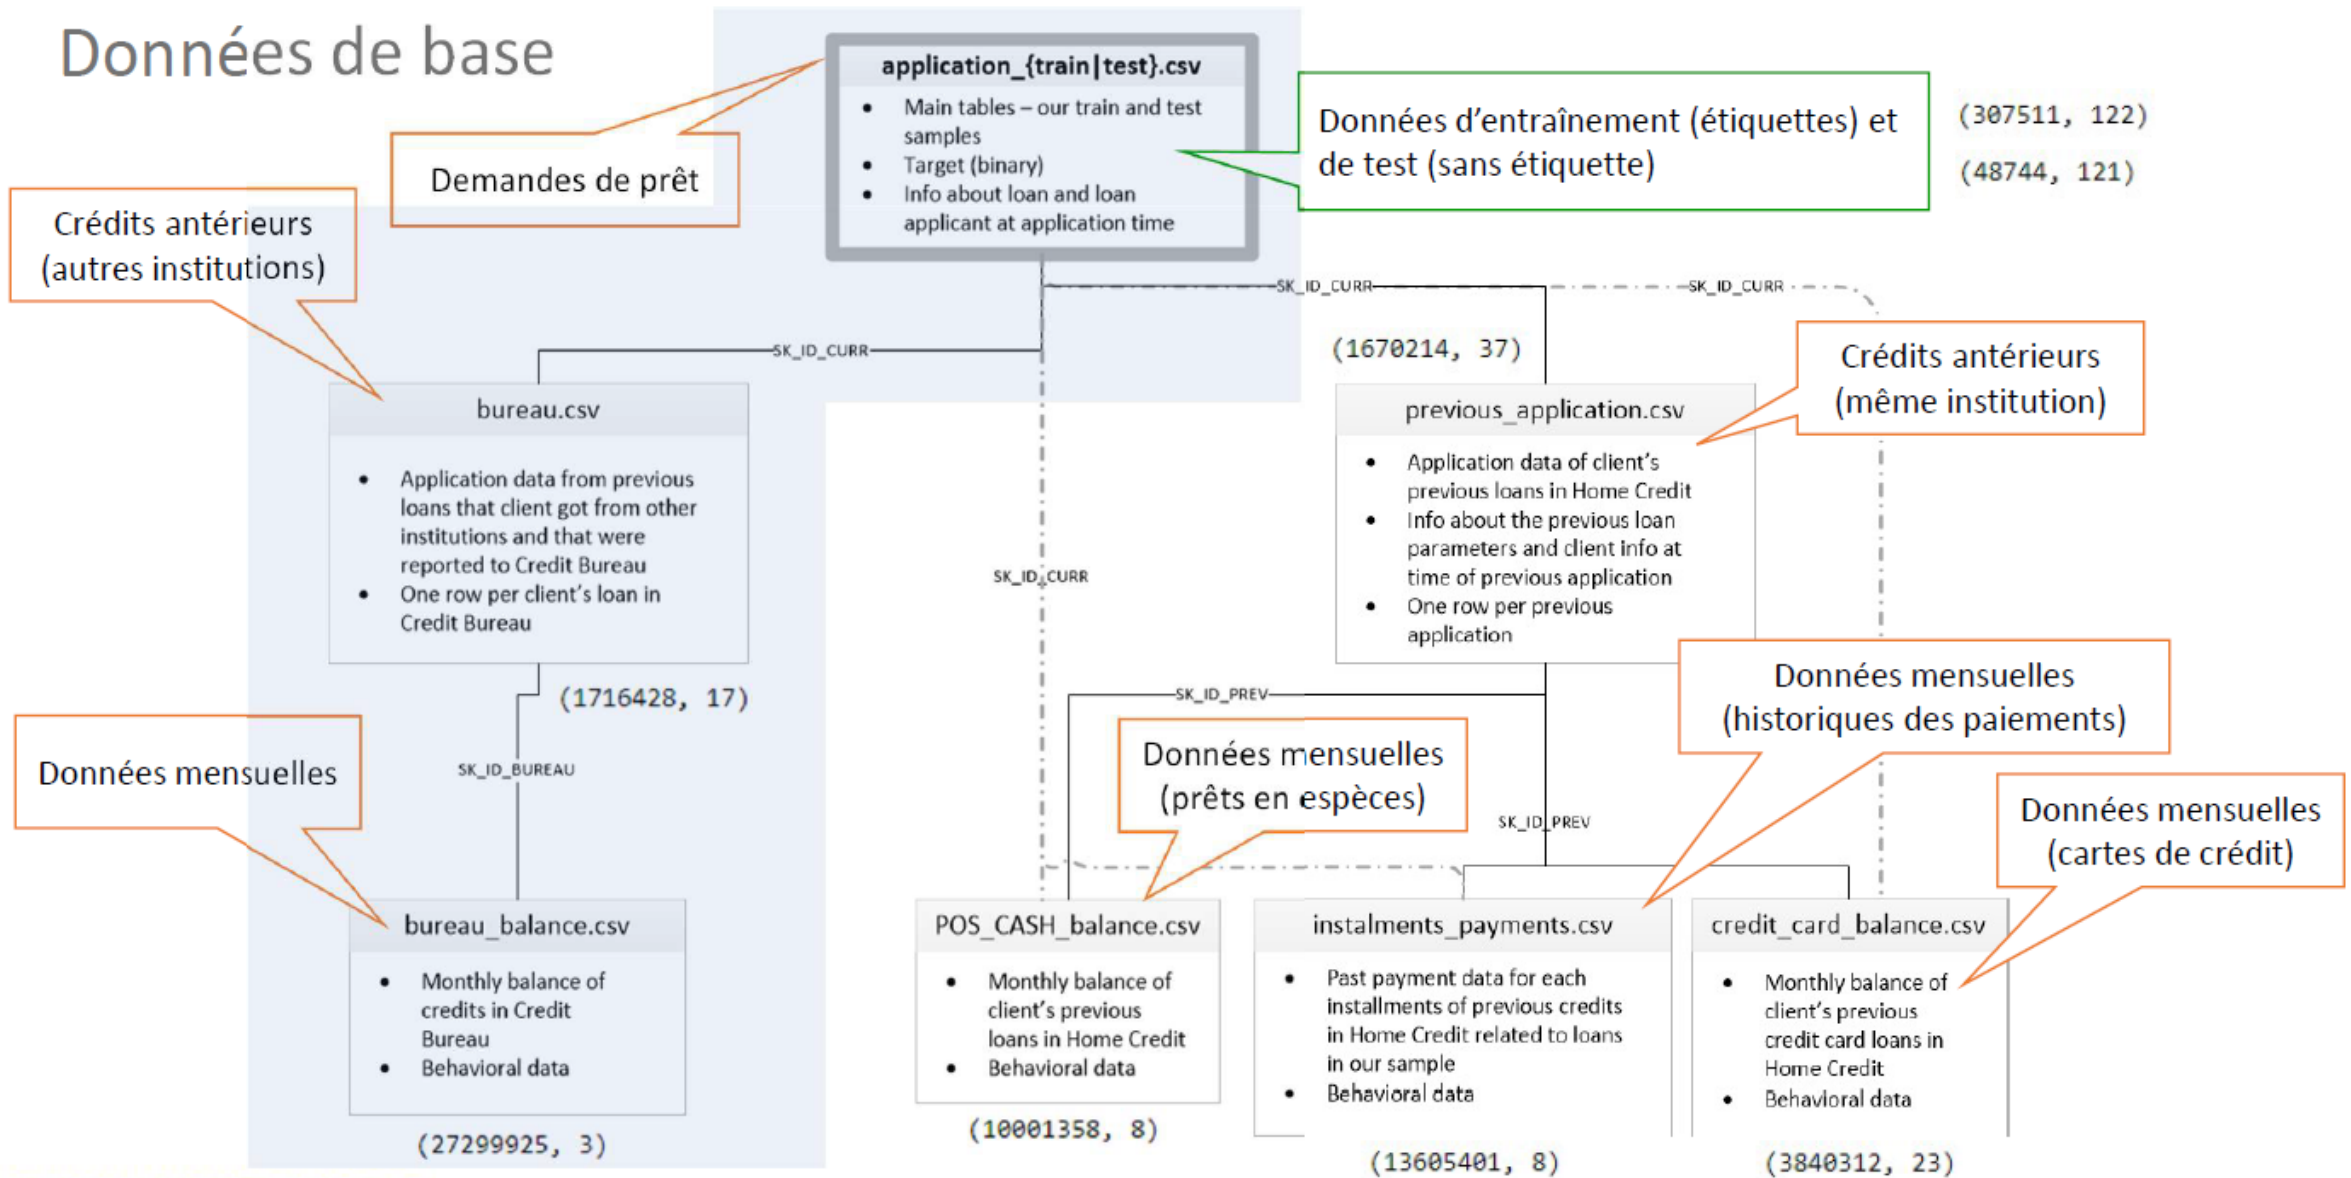 Données de base
application_{train|test}.csv
• Main tables – our train and test
samples
• Target (binary)
• Info about loan and loan
applicant at application time
Demandes de prêt
Données d’entraînement (étiquettes) et
de test (sans étiquette)
(307511, 122)
(48744, 121)
Crédits antérieurs
(autres institutions)
SK_ID_CURR
SK_ID_CURR
SK_ID_CURR
(1670214, 37)
Crédits antérieurs
(même institution)
bureau.csv
• Application data from previous
loans that client got from other
institutions and that were
reported to Credit Bureau
• One row per client’s loan in
Credit Bureau
previous_application.csv
• Application data of client’s
previous loans in Home Credit
• Info about the previous loan
parameters and client info at
time of previous application
• One row per previous
application
SK_ID_CURR
(1716428, 17)
SK_ID_PREV
Données mensuelles
(historiques des paiements)
Données mensuelles
SK_ID_BUREAU
Données mensuelles
(prêts en espèces)
SK_ID_PREV
Données mensuelles
(cartes de crédit)
bureau_balance.csv
• Monthly balance of
credits in Credit
Bureau
• Behavioral data
(27299925, 3)
POS_CASH_balance.csv
• Monthly balance of
client’s previous
loans in Home Credit
• Behavioral data
(10001358, 8)
instalments_payments.csv
• Past payment data for each
installments of previous credits
in Home Credit related to loans
in our sample
• Behavioral data
(13605401, 8)
credit_card_balance.csv
• Monthly balance of
client’s previous
credit card loans in
Home Credit
• Behavioral data
(3840312, 23)